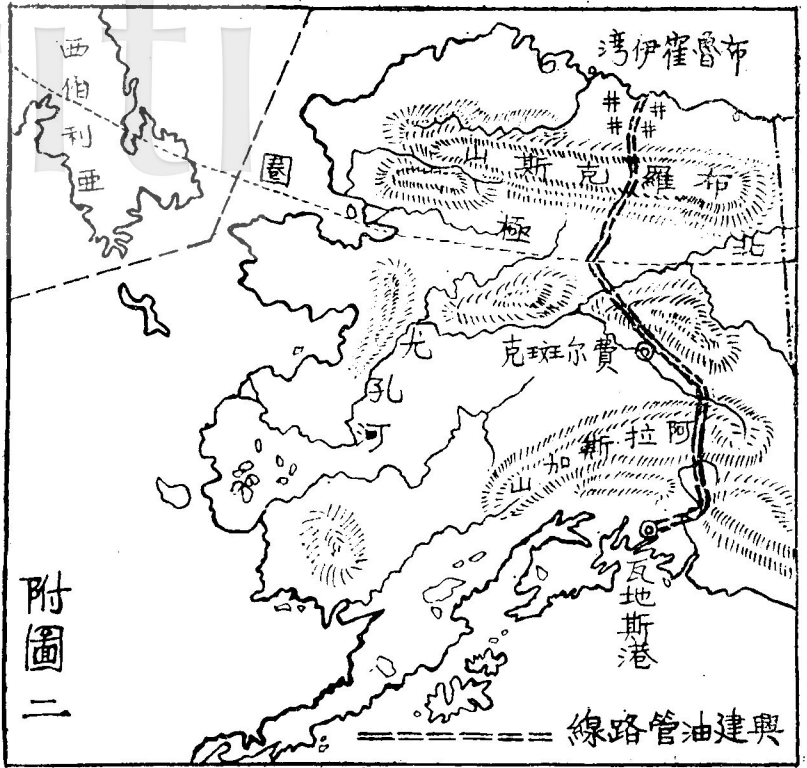 西伯利亜
布魯霍伊湾
布羅克斯山
北極圈
尤孔河
費尔斑克
阿拉斯加山
瓦地斯港
附圖二
興建油管路線